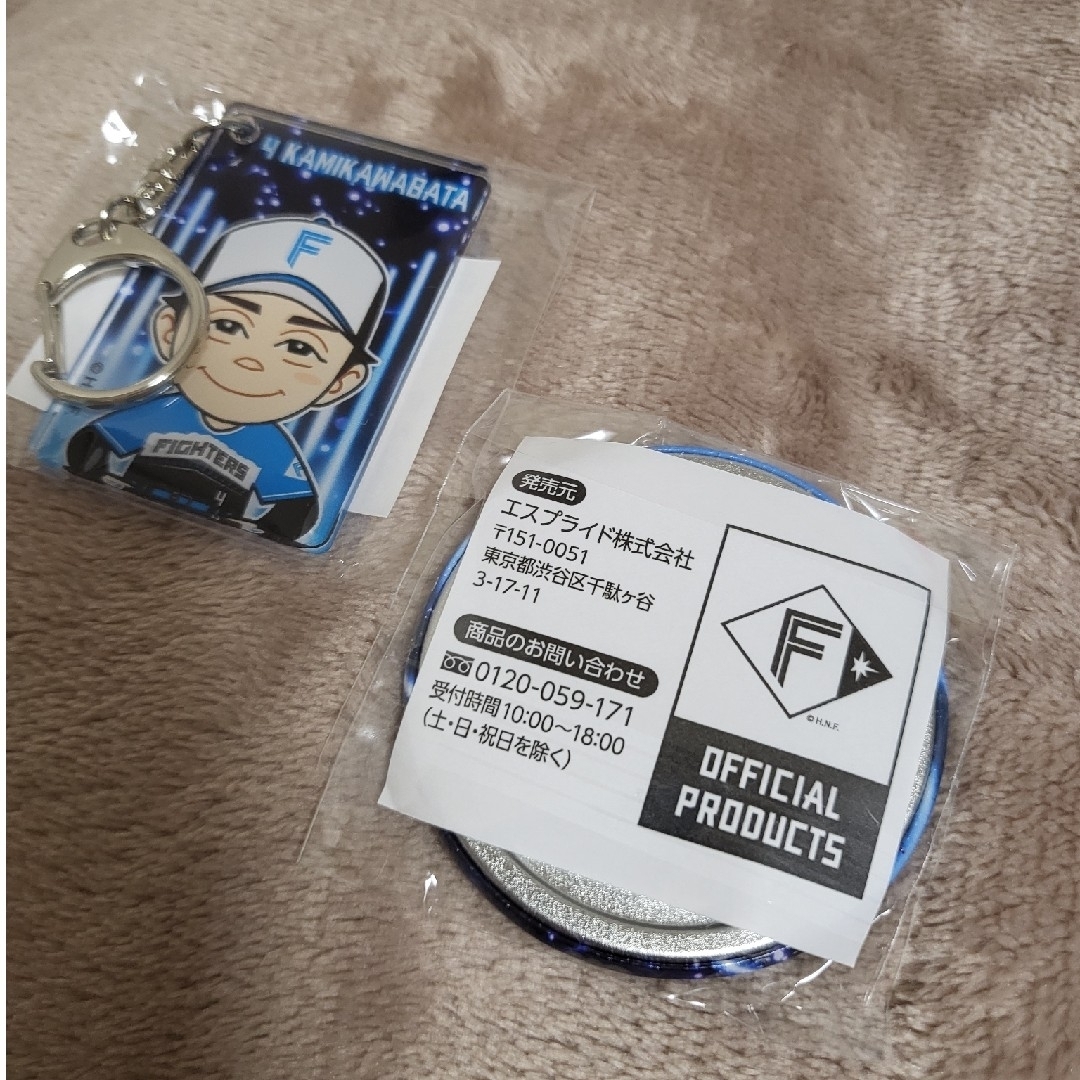 4 KAMIKAWABATA
F
FIGHTERS
4
発売元
エスプライド株式会社
〒151-0051
東京都渋谷区千駄ヶ谷
3-17-11
商品のお問い合わせ
0120-059-171
受付時間10:00〜18:00
(土・日・祝日を除く)
F
©H.N.F.
OFFICIAL
PRODUCTS